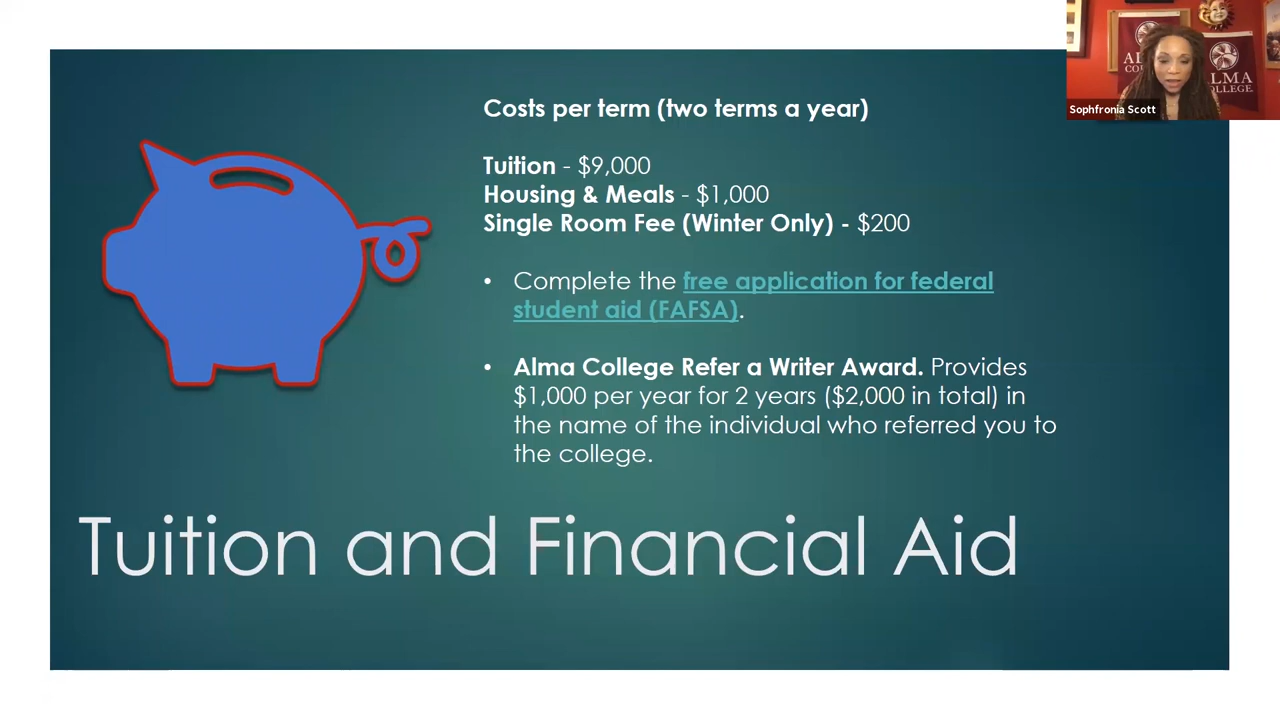 Costs per term (two terms a year)
Tuition - $9,000
Housing & Meals - $1,000
Single Room Fee (Winter Only) - $200
• Complete the free application for federal
student aid (FAFSA).
• Alma College Refer a Writer Award. Provides
$1,000 per year for 2 years ($2,000 in total) in
the name of the individual who referred you to
the college.
Tuition and Financial Aid
ALMA
COLLEGE
Sophfronia Scott